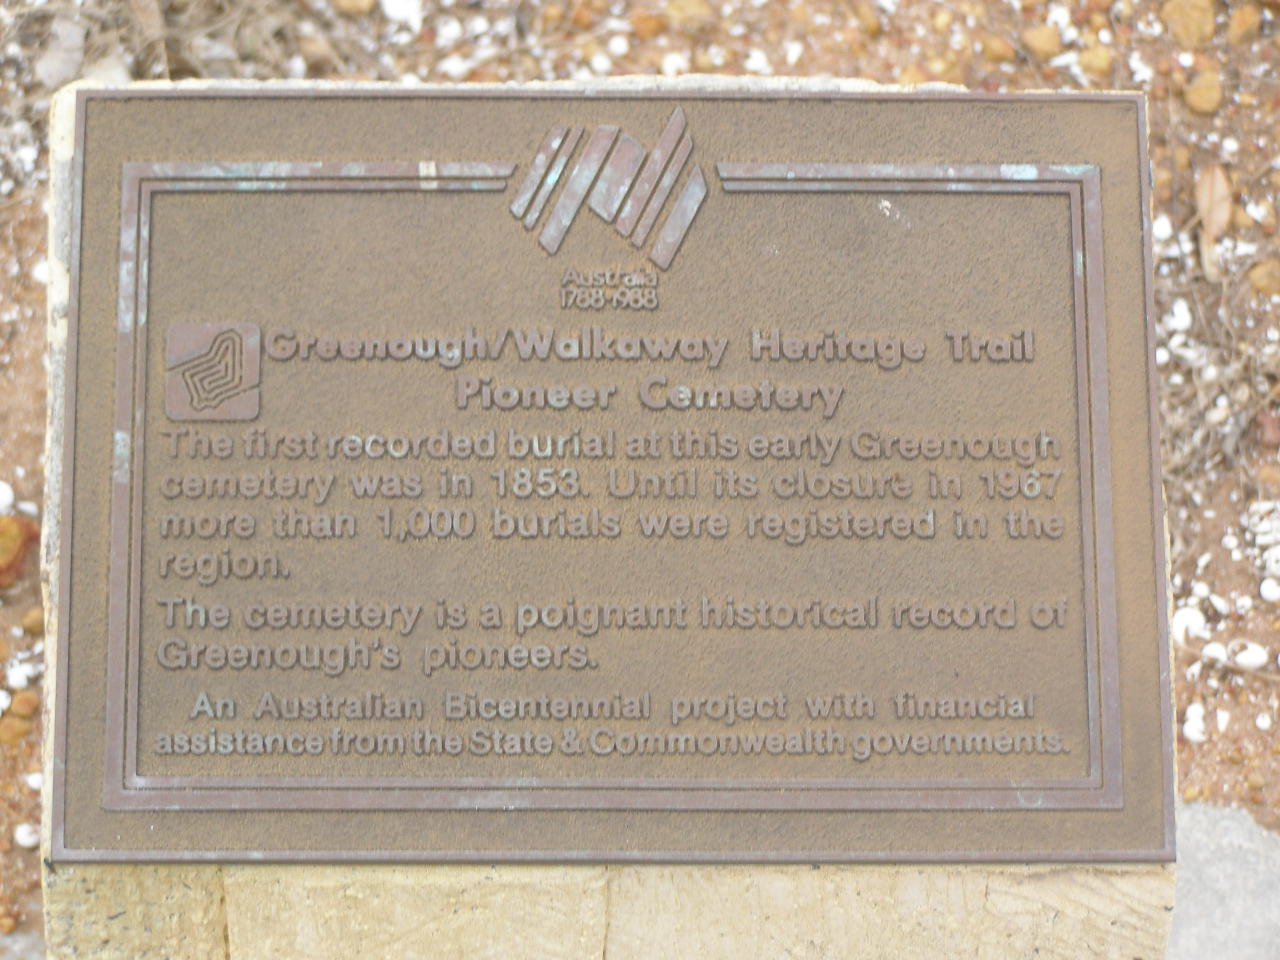 Australia
1788-1988
Greenough/Walkaway Heritage Trail
Pioneer Cemetery
The first recorded burial at this early Greenough
cemetery was in 1853. Until its closure in 1967
more than 1,000 burials were registered in the
region.
The cemetery is a poignant historical record of
Greenough's pioneers.
An Australian Bicentennial project with financial
assistance from the State & Commonwealth governments.